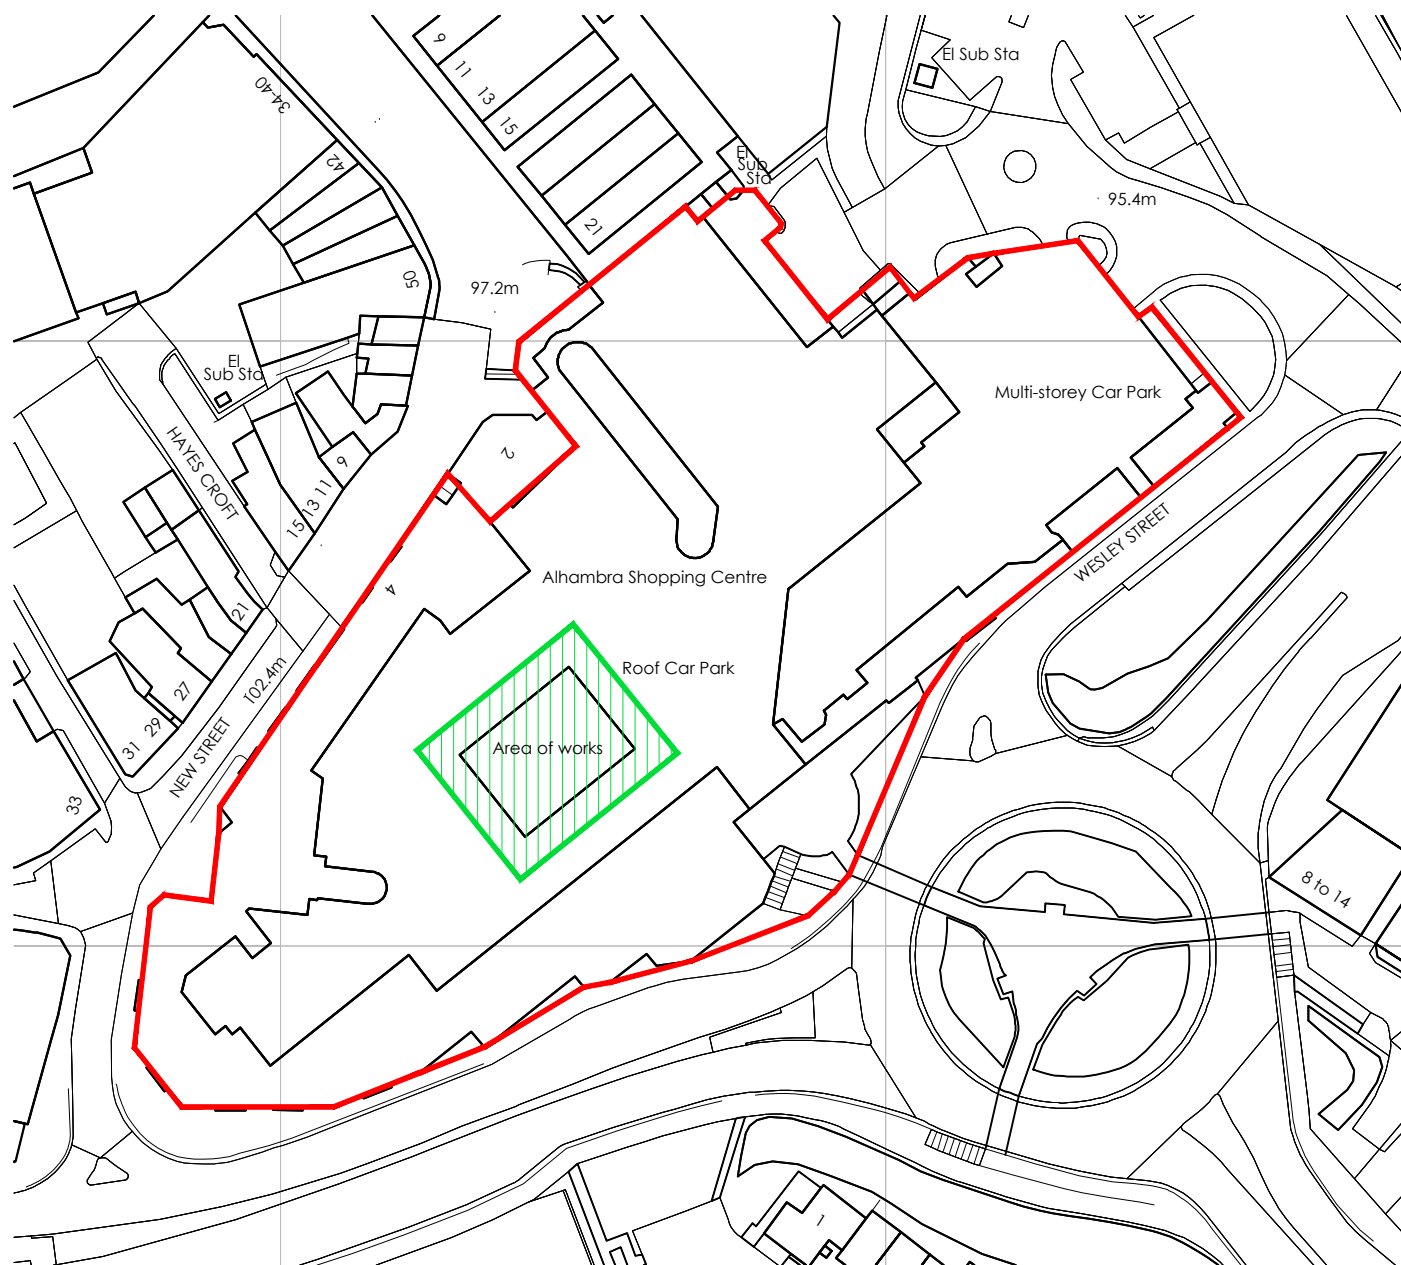 9
11
13
15
21
34-40
42
50
El Sub Sta
El
Sub
Sta
95.4m
97.2m
El
Sub Sta
Multi-storey Car Park
HAYES CROFT
2
9
11
13
15
4
WESLEY STREET
Alhambra Shopping Centre
Roof Car Park
Area of works
21
27
29
31
33
102.4m
NEW STREET
8 to 14
1